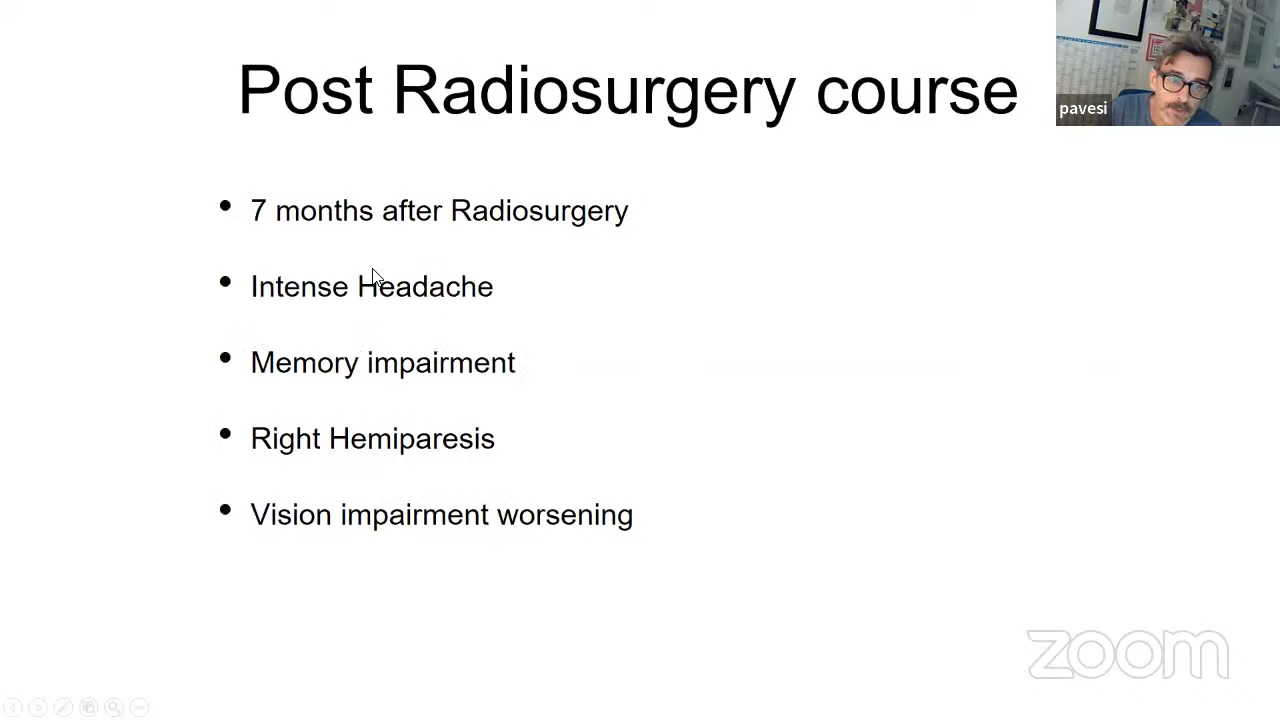 Post Radiosurgery course
pavesi
• 7 months after Radiosurgery
• Intense Headache
• Memory impairment
• Right Hemiparesis
• Vision impairment worsening
zoom